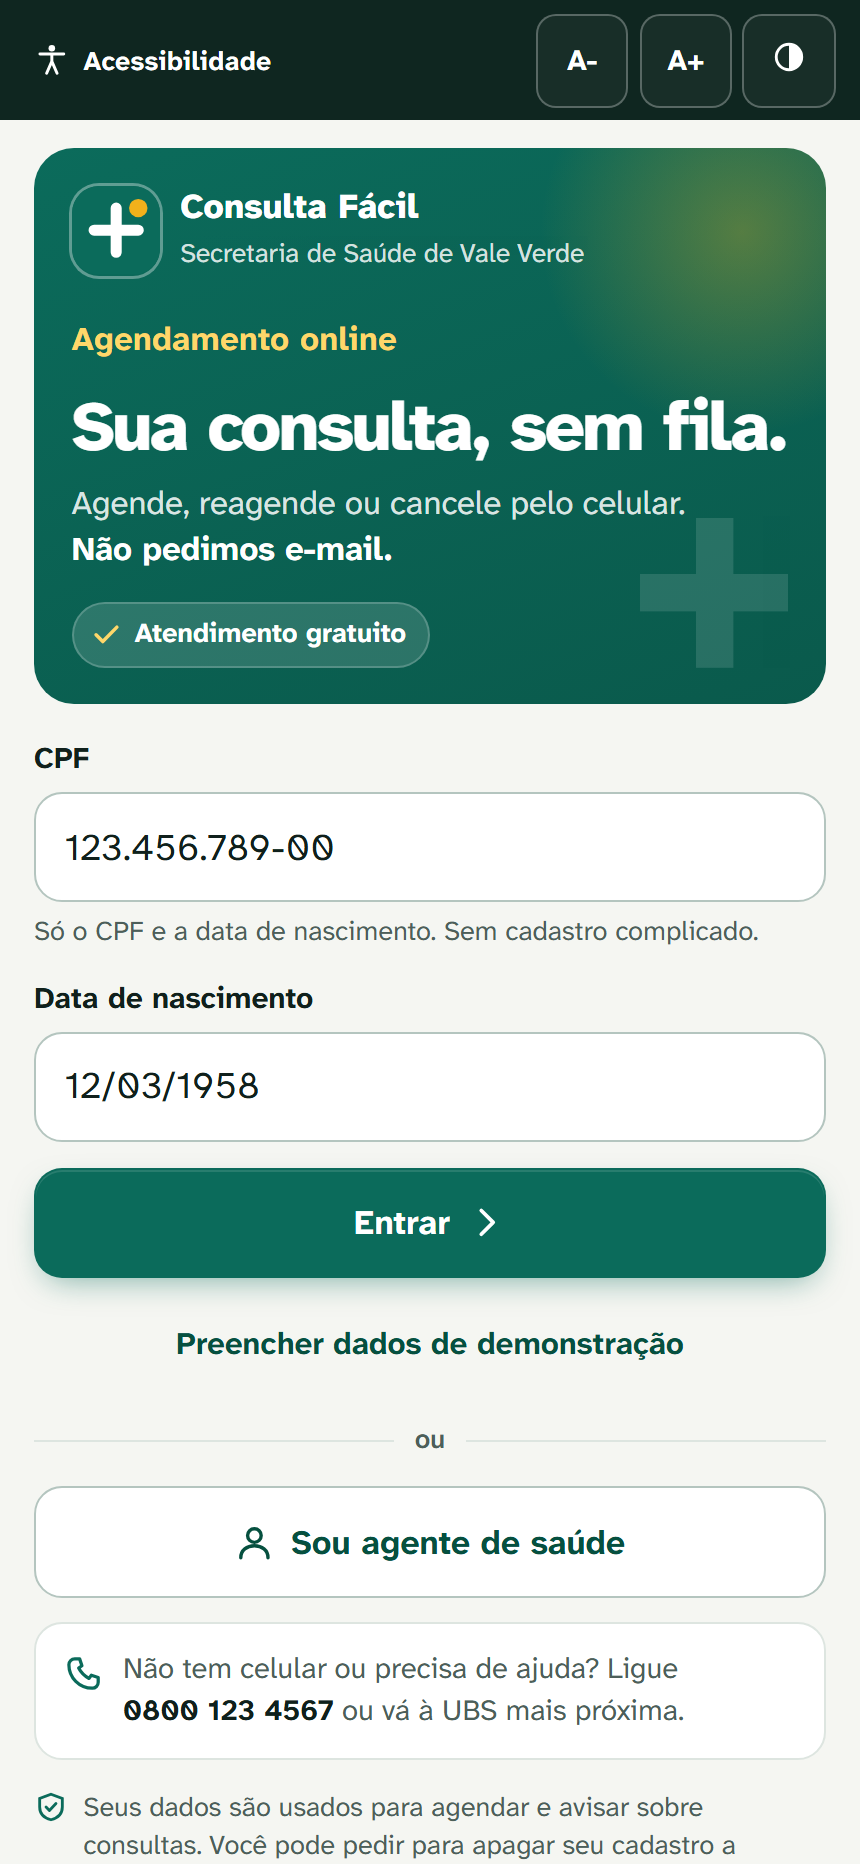 Acessibilidade
A-
A+
Consulta Fácil
Secretaria de Saúde de Vale Verde
Agendamento online
Sua consulta, sem fila.
Agende, reagende ou cancele pelo celular.
Não pedimos e-mail.
Atendimento gratuito
CPF
123.456.789-00
Só o CPF e a data de nascimento. Sem cadastro complicado.
Data de nascimento
12/03/1958
Entrar
Preencher dados de demonstração
ou
Sou agente de saúde
Não tem celular ou precisa de ajuda? Ligue
0800 123 4567 ou vá à UBS mais próxima.
Seus dados são usados para agendar e avisar sobre
consultas. Você pode pedir para apagar seu cadastro a